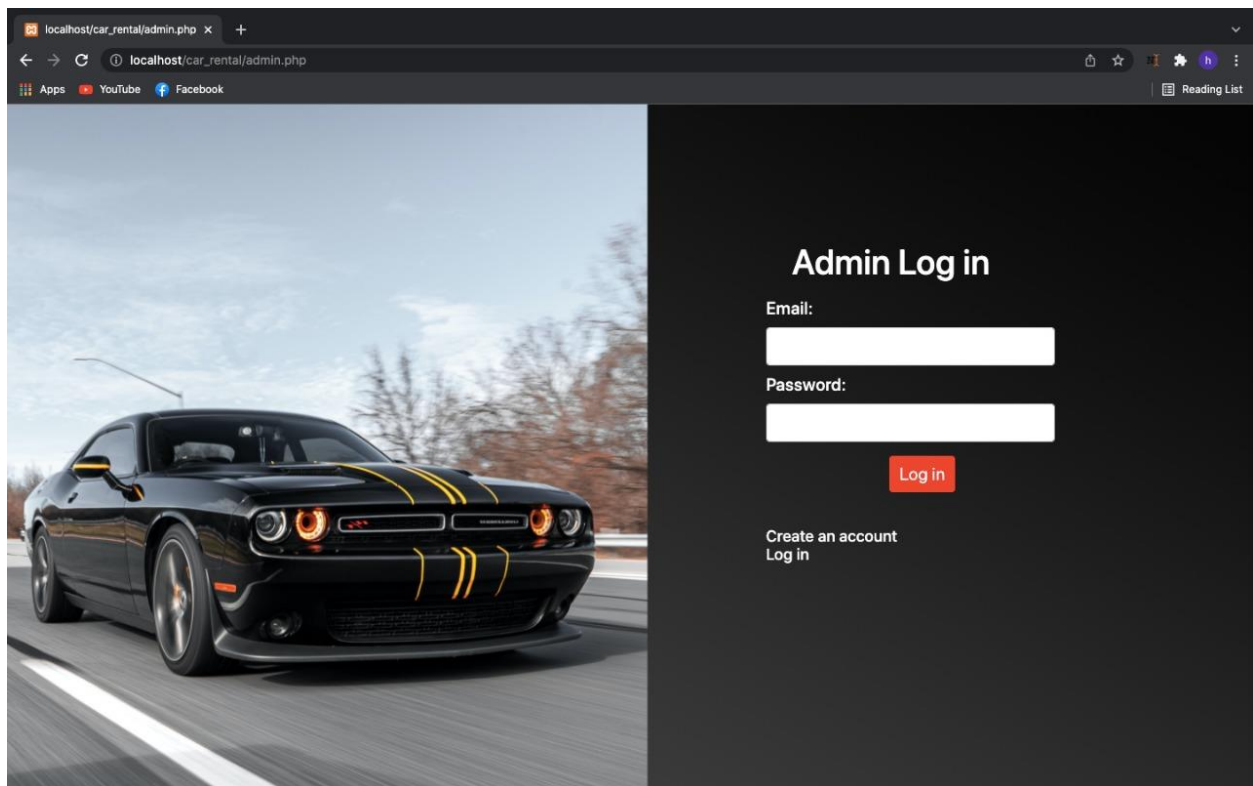 localhost/car_rental/admin.php
localhost/car_rental/admin.php
h
Apps YouTube Facebook
Reading List
Admin Log in
Email:
Password:
Log in
Create an account
Log in